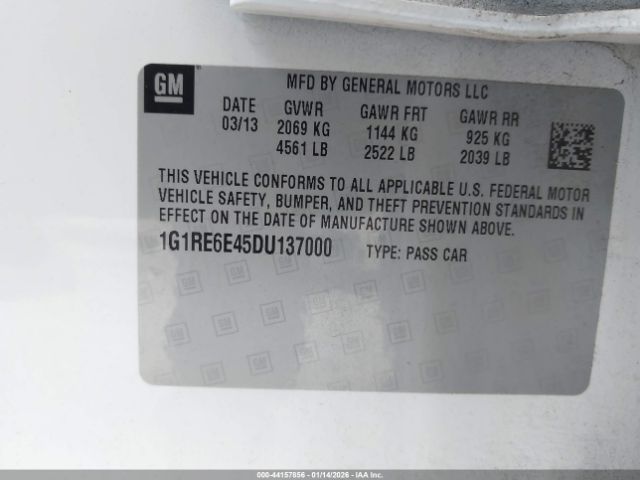 GM
MFD BY GENERAL MOTORS LLC
DATE GVWR GAWR FRT GAWR RR
03/13 2069 KG 1144 KG 925 KG
4561 LB 2522 LB 2039 LB
THIS VEHICLE CONFORMS TO ALL APPLICABLE U.S. FEDERAL MOTOR
VEHICLE SAFETY, BUMPER, AND THEFT PREVENTION STANDARDS IN
EFFECT ON THE DATE OF MANUFACTURE SHOWN ABOVE.
1G1RE6E45DU137000 TYPE: PASS CAR
000-44157856 - 01/14/2026 - IAA Inc.